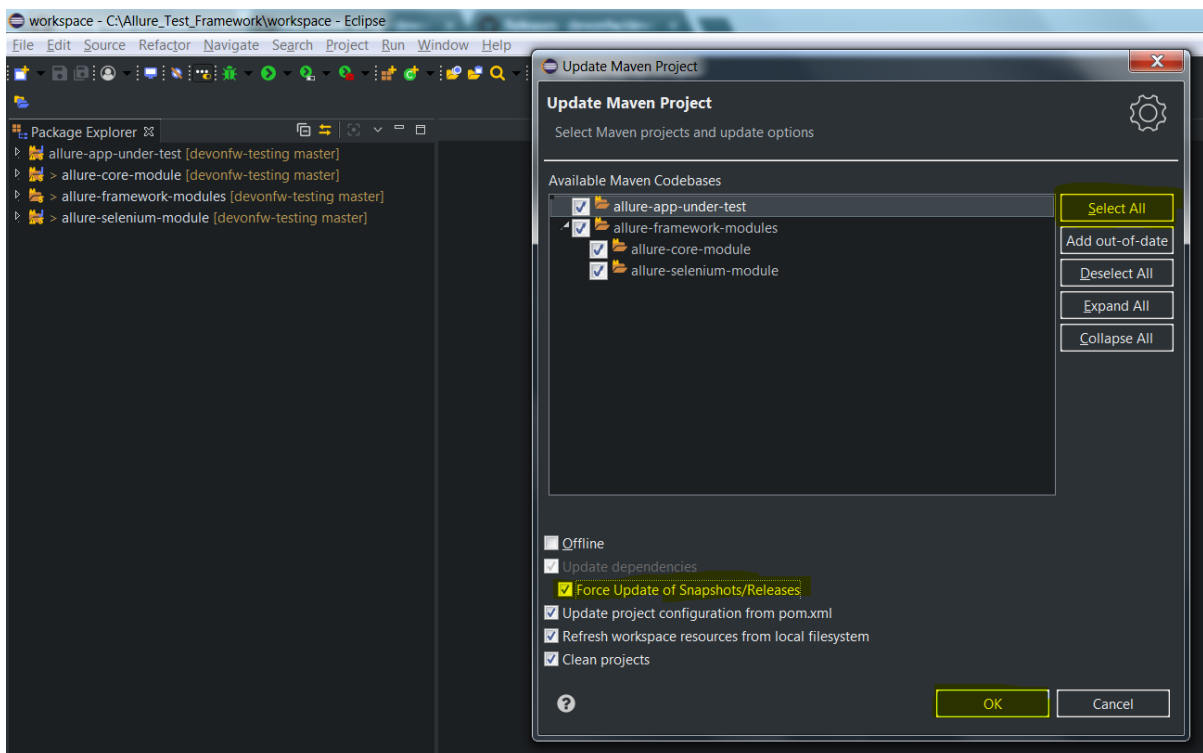 workspace - C:\Allure_Test_Framework\workspace - Eclipse
File Edit Source Refactor Navigate Search Project Run Window Help
Package Explorer
allure-app-under-test [devonfw-testing master]
> allure-core-module [devonfw-testing master]
> allure-framework-modules [devonfw-testing master]
> allure-selenium-module [devonfw-testing master]
Update Maven Project
Update Maven Project
Select Maven projects and update options
Available Maven Codebases
allure-app-under-test
allure-framework-modules
allure-core-module
allure-selenium-module
Select All
Add out-of-date
Deselect All
Expand All
Collapse All
Offline
Update dependencies
Force Update of Snapshots/Releases
Update project configuration from pom.xml
Refresh workspace resources from local filesystem
Clean projects
OK
Cancel